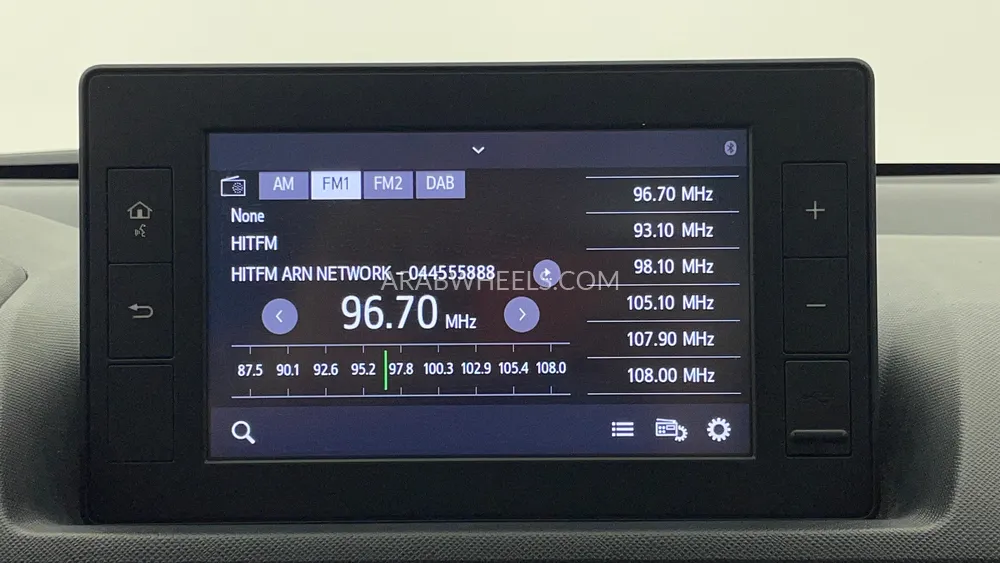 AM FM1 FM2 DAB
None
HITFM
HITFM ARN NETWORK - 044555888
96.70 MHz
87.5 90.1 92.6 95.2 97.8 100.3 102.9 105.4 108.0
96.70 MHz
93.10 MHz
98.10 MHz
105.10 MHz
107.90 MHz
108.00 MHz
ARABWHEELS.COM